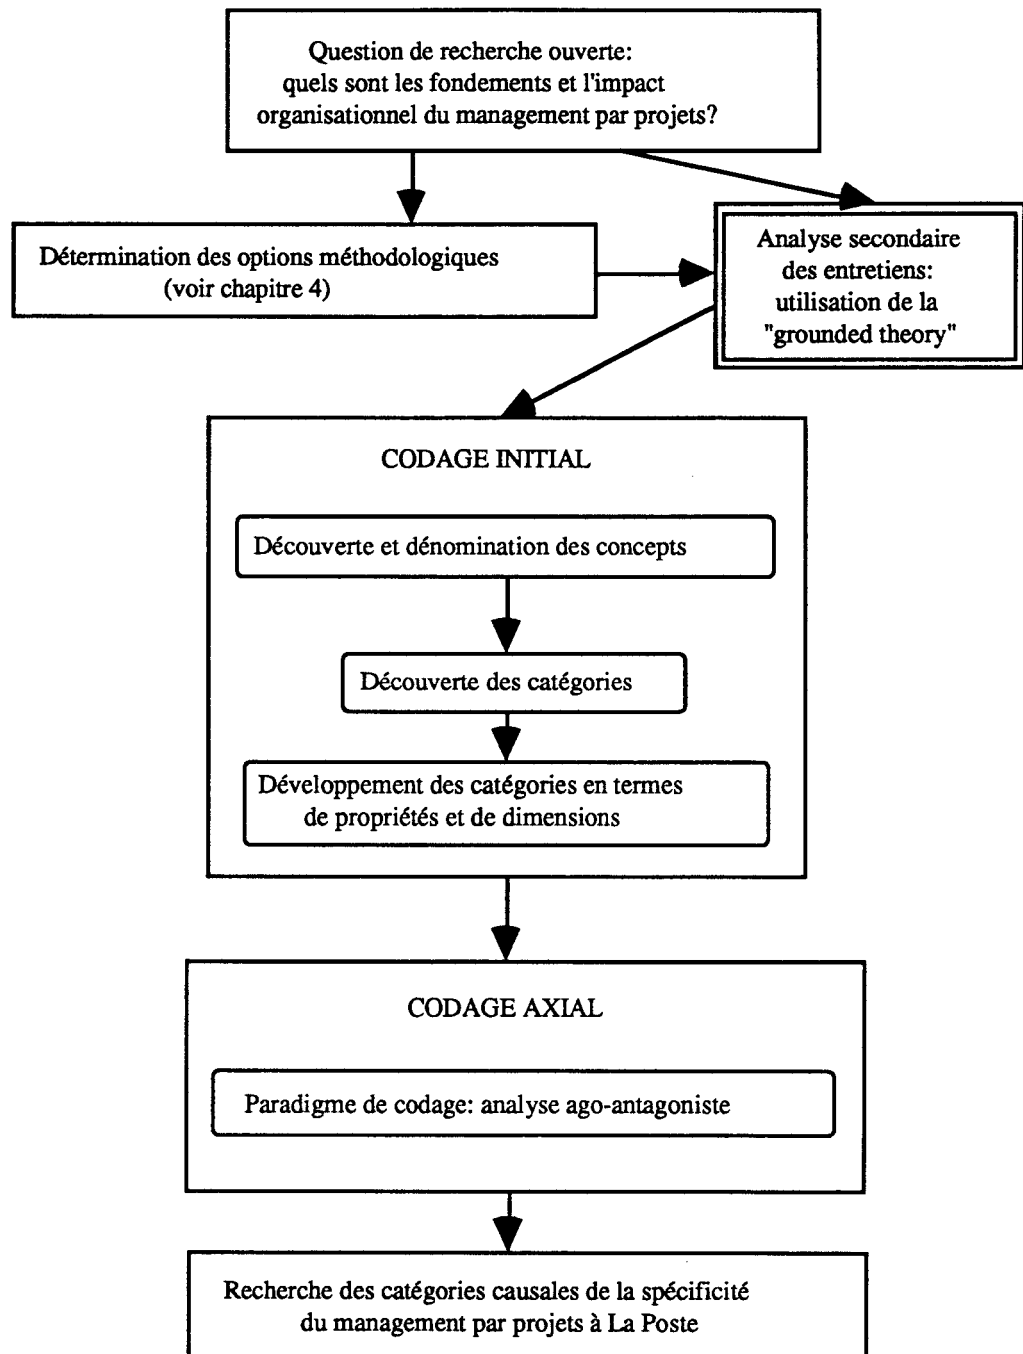 Question de recherche ouverte:
quels sont les fondements et l'impact
organisationnel du management par projets?
Détermination des options méthodologiques
(voir chapitre 4)
Analyse secondaire
des entretiens:
utilisation de la
"grounded theory"
CODAGE INITIAL
Découverte et dénomination des concepts
Découverte des catégories
Développement des catégories en termes
de propriétés et de dimensions
CODAGE AXIAL
Paradigme de codage: analyse ago-antagoniste
Recherche des catégories causales de la spécificité
du management par projets à La Poste